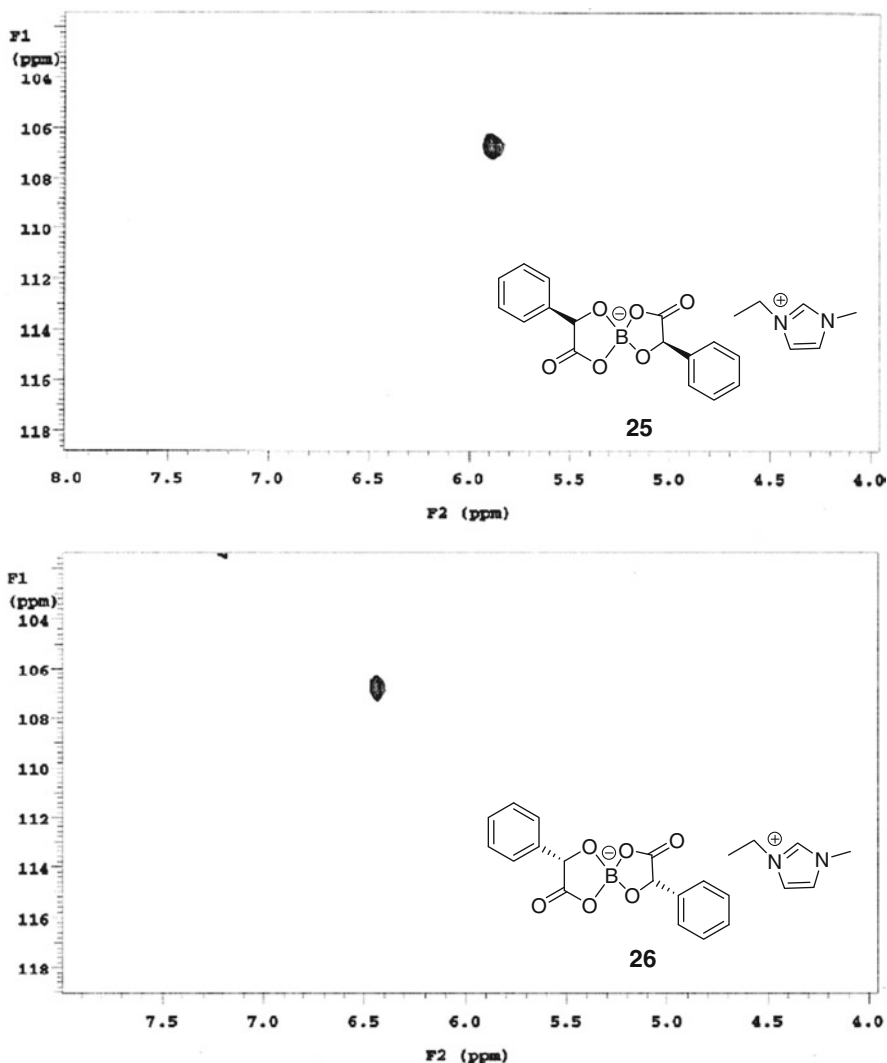 F1
(ppm)
104
106
108
110
112
114
116
118
8.0 7.5 7.0 6.5 6.0 5.5 5.0 4.5 4.0
F2 (ppm)
O
O
O
O
B
O
O
⊖
N
⊕
N
25
F1
(ppm)
104
106
108
110
112
114
116
118
7.5 7.0 6.5 6.0 5.5 5.0 4.5 4.0
F2 (ppm)
O
O
O
O
B
O
O
⊖
N
⊕
N
26